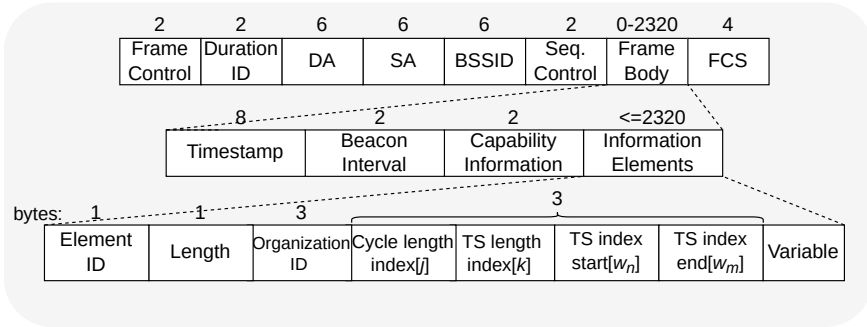 2 2 6 6 6 2 0-2320 4
Frame Control Duration ID DA SA BSSID Seq. Control Frame Body FCS
8 2 2 <=2320
Timestamp Beacon Interval Capability Information Information Elements
bytes: 1 1 3 3
Element ID Length Organization ID Cycle length index[j] TS length index[k] TS index start[wn] TS index end[wm] Variable